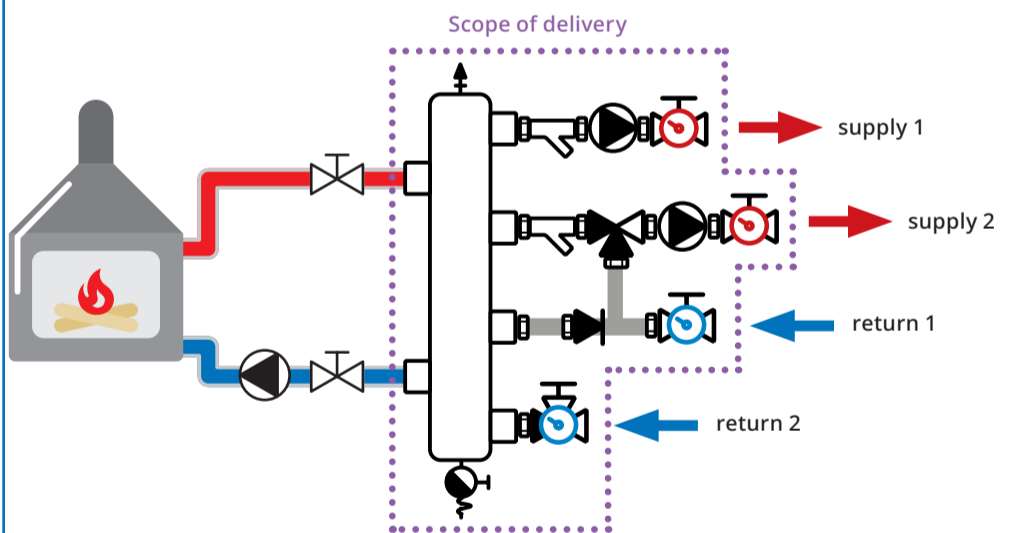 Scope of delivery
supply 1
supply 2
return 1
return 2